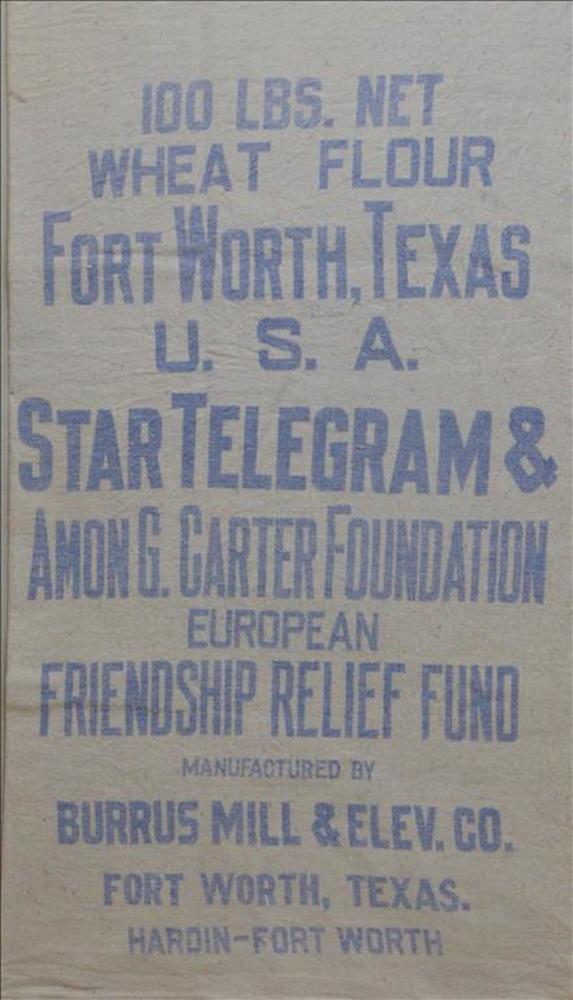 100 LBS. NET
WHEAT FLOUR
FORT WORTH, TEXAS
U. S. A.
STAR TELEGRAM &
AMON G. CARTER FOUNDATION
EUROPEAN
FRIENDSHIP RELIEF FUND
MANUFACTURED BY
BURRUS MILL & ELEV. CO.
FORT WORTH, TEXAS.
HARDIN-FORT WORTH